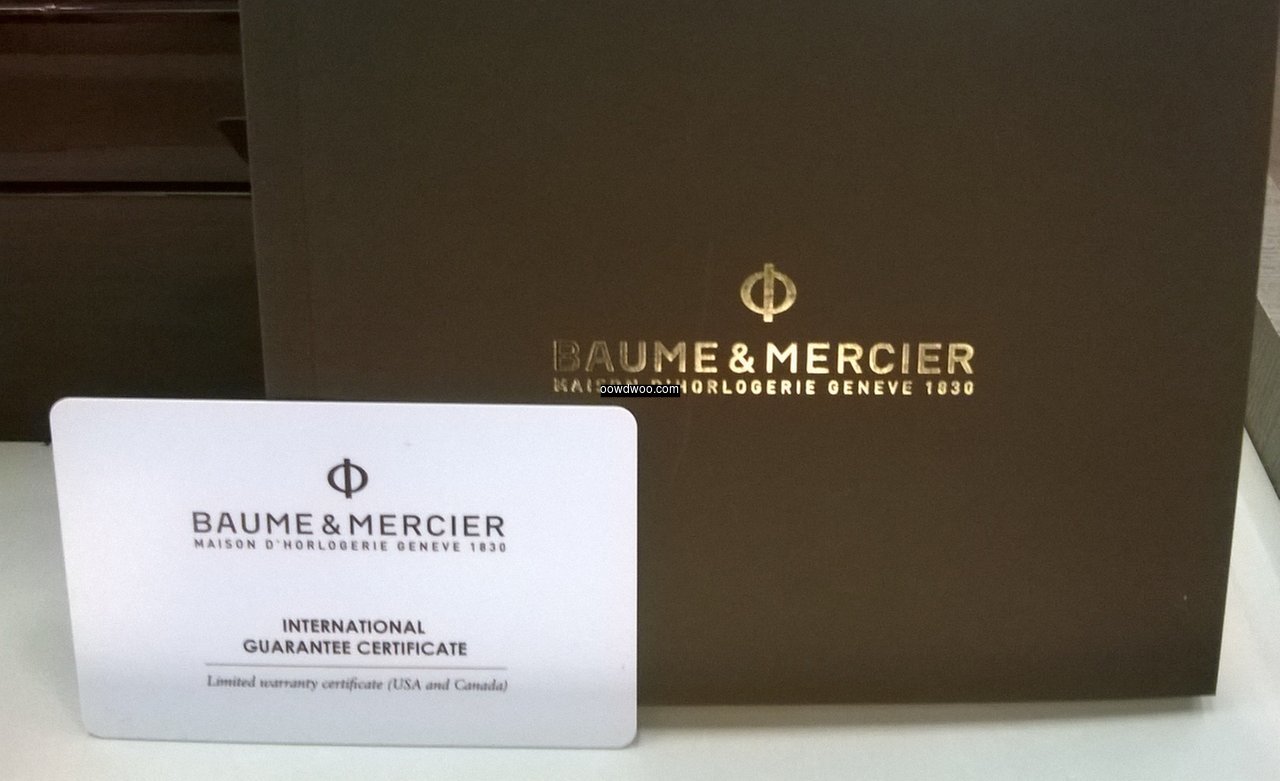 BAUME & MERCIER
MAISON D'HORLOGERIE GENEVE 1830
oowdwoo.com
BAUME & MERCIER
MAISON D'HORLOGERIE GENEVE 1830
INTERNATIONAL
GUARANTEE CERTIFICATE
Limited warranty certificate (USA and Canada)